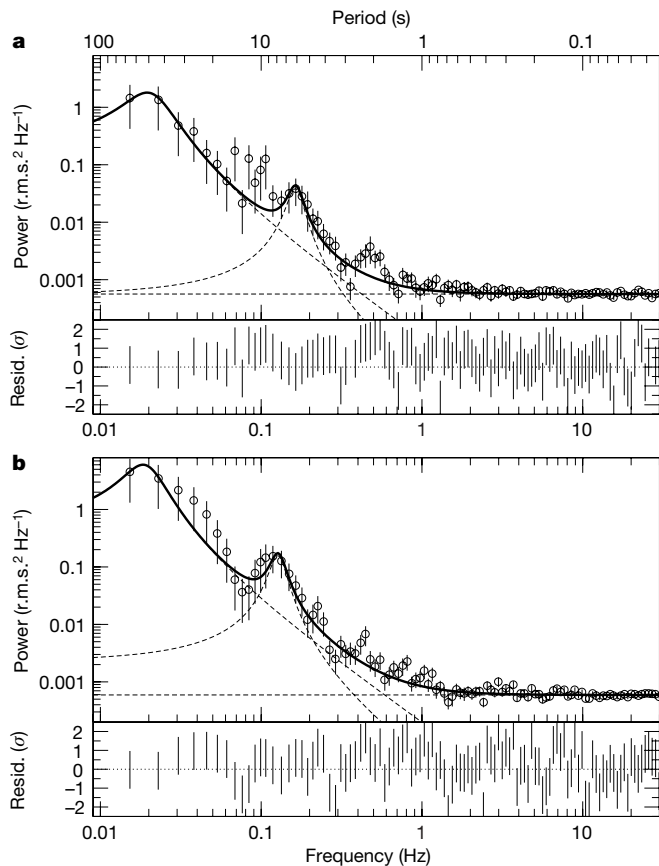 Period (s)
a
100 10 1 0.1
Power (r.m.s.² Hz⁻¹)
1
0.1
0.01
0.001
Resid. (σ)
2
1
0
−1
−2
0.01 0.1 1 10
b
Power (r.m.s.² Hz⁻¹)
1
0.1
0.01
0.001
Resid. (σ)
2
1
0
−1
−2
0.01 0.1 1 10
Frequency (Hz)